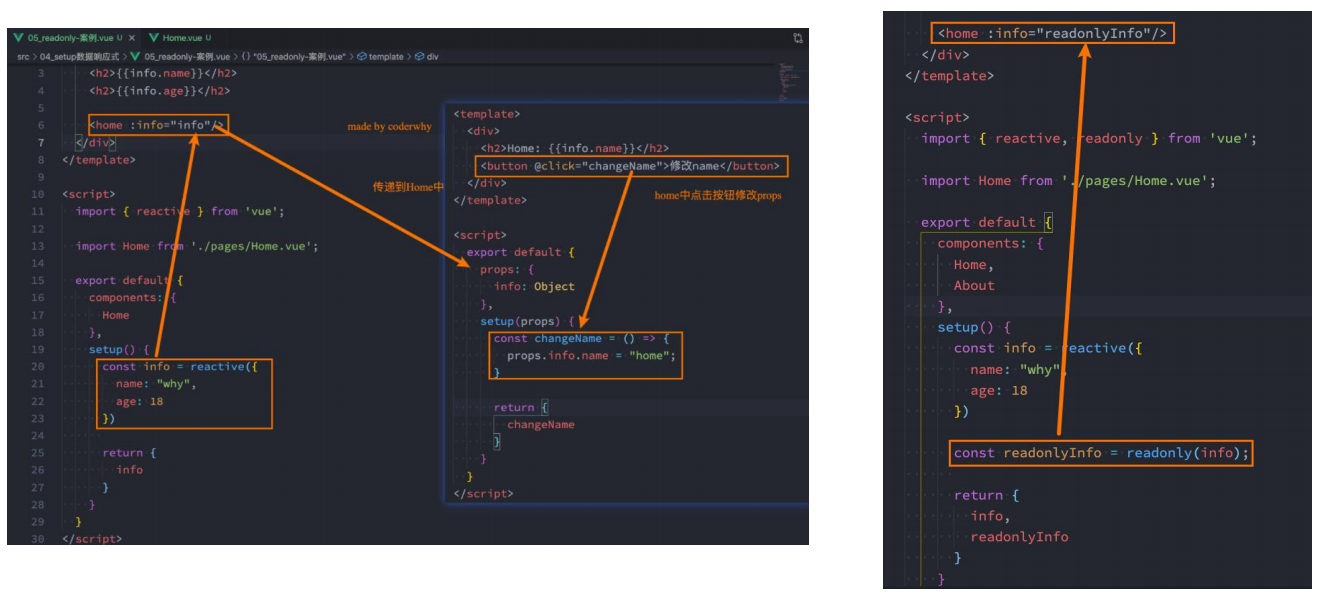 05_readonly-案例.vue U ×
Home.vue U
src > 04_setup数据响应式 > 05_readonly-案例.vue > {} "05_readonly-案例.vue" > template > div
3 <h2>{{info.name}}</h2>
4 <h2>{{info.age}}</h2>
5
6 <home :info="info"/>
7 </div>
8 </template>
9
10 <script>
11 import { reactive } from 'vue';
12
13 import Home from './pages/Home.vue';
14
15 export default {
16 components: {
17 Home
18 },
19 setup() {
20 const info = reactive({
21 name: "why",
22 age: 18
23 })
24
25 return {
26 info
27 }
28 }
29 }
30 </script>
made by coderwhy
传递到Home中
<template>
<div>
<h2>Home: {{info.name}}</h2>
<button @click="changeName">修改name</button>
</div>
</template>
home中点击按钮修改props
<script>
export default {
props: {
info: Object
},
setup(props) {
const changeName = () => {
props.info.name = "home";
}
return {
changeName
}
}
}
</script>
<home :info="readonlyInfo"/>
</div>
</template>
<script>
import { reactive, readonly } from 'vue';
import Home from './pages/Home.vue';
export default {
components: {
Home,
About
},
setup() {
const info = reactive({
name: "why",
age: 18
})
const readonlyInfo = readonly(info);
return {
info,
readonlyInfo
}
}